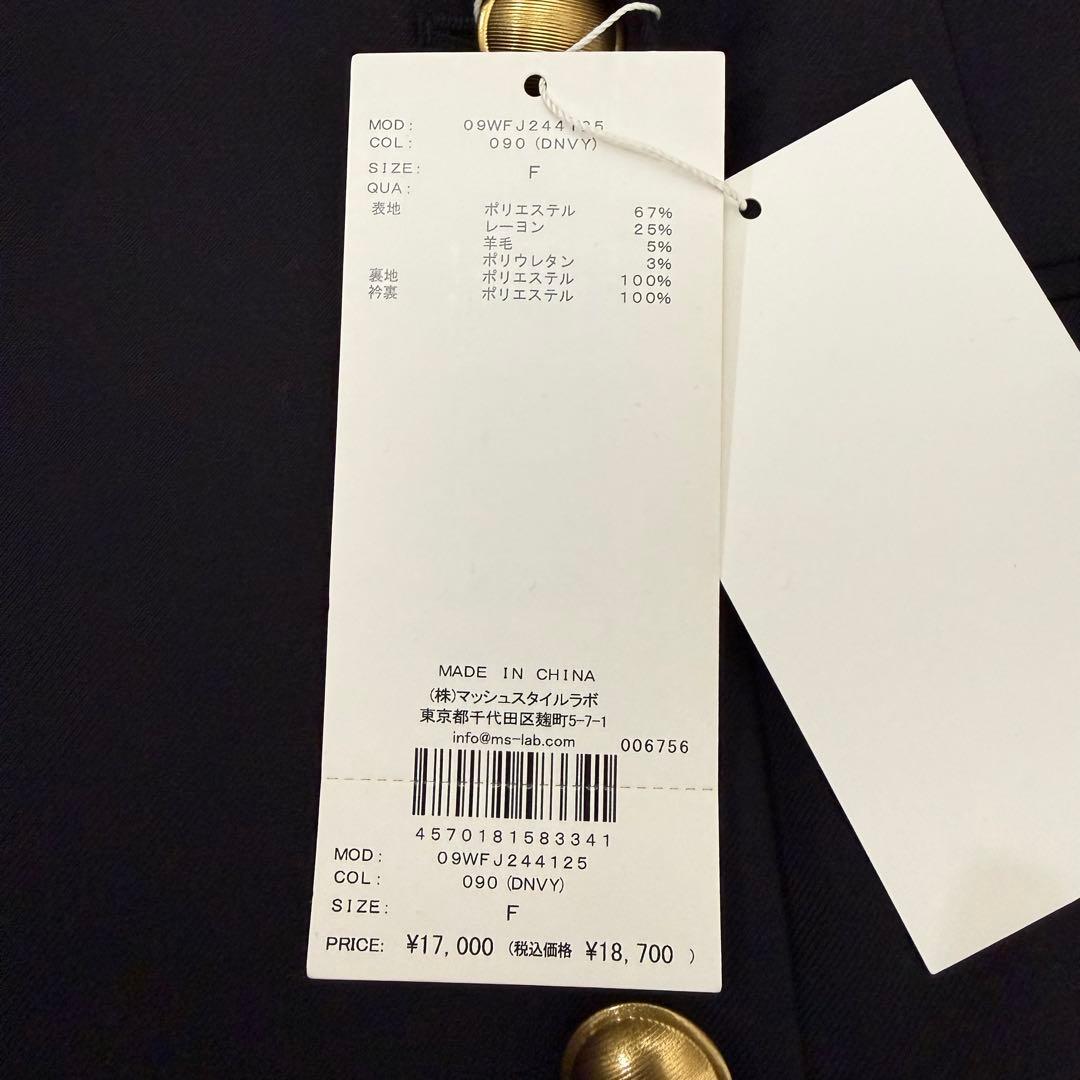 MOD: 09WFJ244125
COL: 090 (DNVY)
SIZE: F
QUA:
表地 ポリエステル 67%
レーヨン 25%
羊毛 5%
ポリウレタン 3%
裏地 ポリエステル 100%
衿裏 ポリエステル 100%
MADE IN CHINA
(株)マッシュスタイルラボ
東京都千代田区麹町5-7-1
info@ms-lab.com 006756
4570181583341
MOD: 09WFJ244125
COL: 090 (DNVY)
SIZE: F
PRICE: ¥17,000 (税込価格 ¥18,700 )